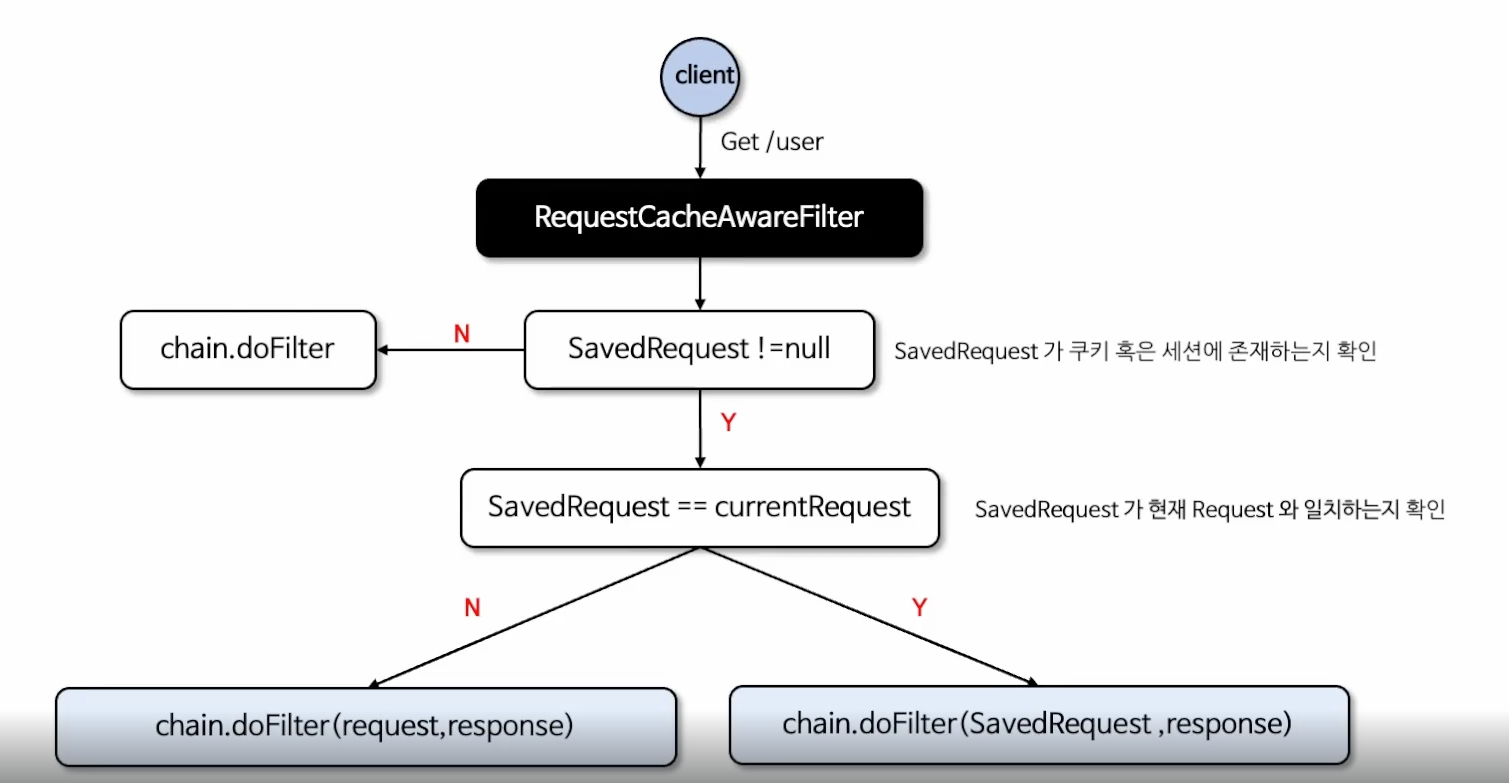 client
Get /user
RequestCacheAwareFilter
chain.doFilter
N
SavedRequest !=null
SavedRequest 가 쿠키 혹은 세션에 존재하는지 확인
Y
SavedRequest == currentRequest
SavedRequest 가 현재 Request 와 일치하는지 확인
N
Y
chain.doFilter(request,response)
chain.doFilter(SavedRequest ,response)